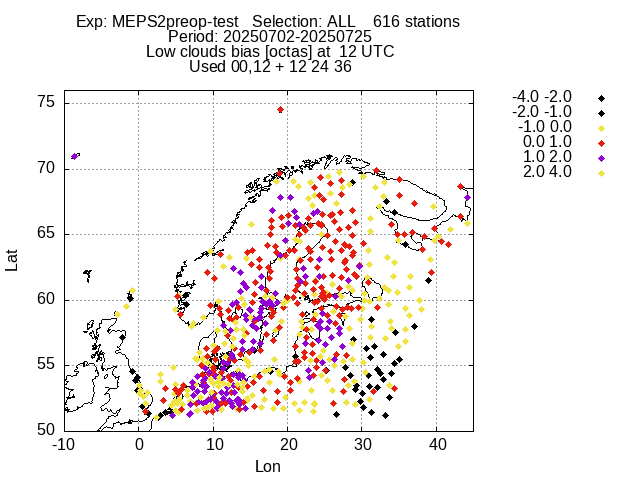 Exp: MEPS2preop-test   Selection: ALL    616 stations
Period: 20250702-20250725
Low clouds bias [octas] at  12 UTC
Used 00,12 + 12 24 36
-4.0 -2.0
-2.0 -1.0
-1.0 0.0
0.0 1.0
1.0 2.0
2.0 4.0
75
70
65
60
55
50
Lat
-10 0 10 20 30 40
Lon